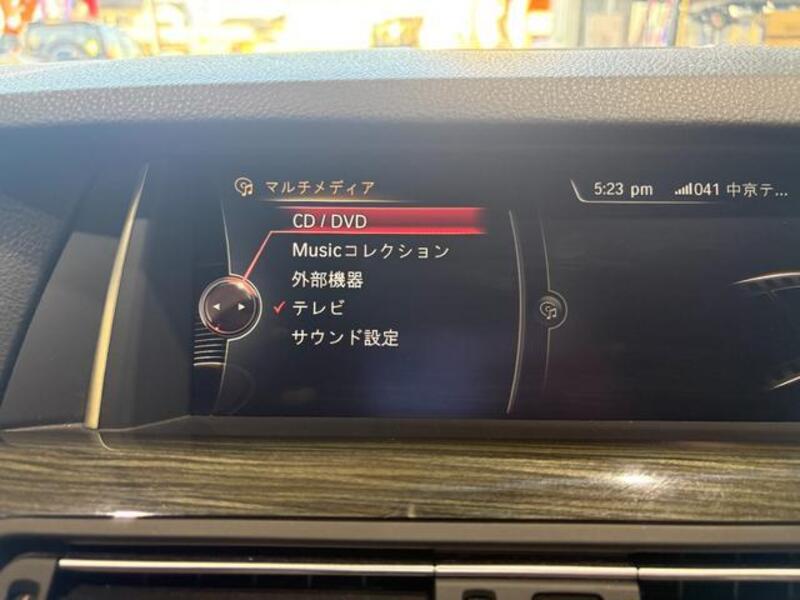 マルチメディア
5:23 pm 041 中京テ...
CD / DVD
Musicコレクション
外部機器
✓ テレビ
サウンド設定